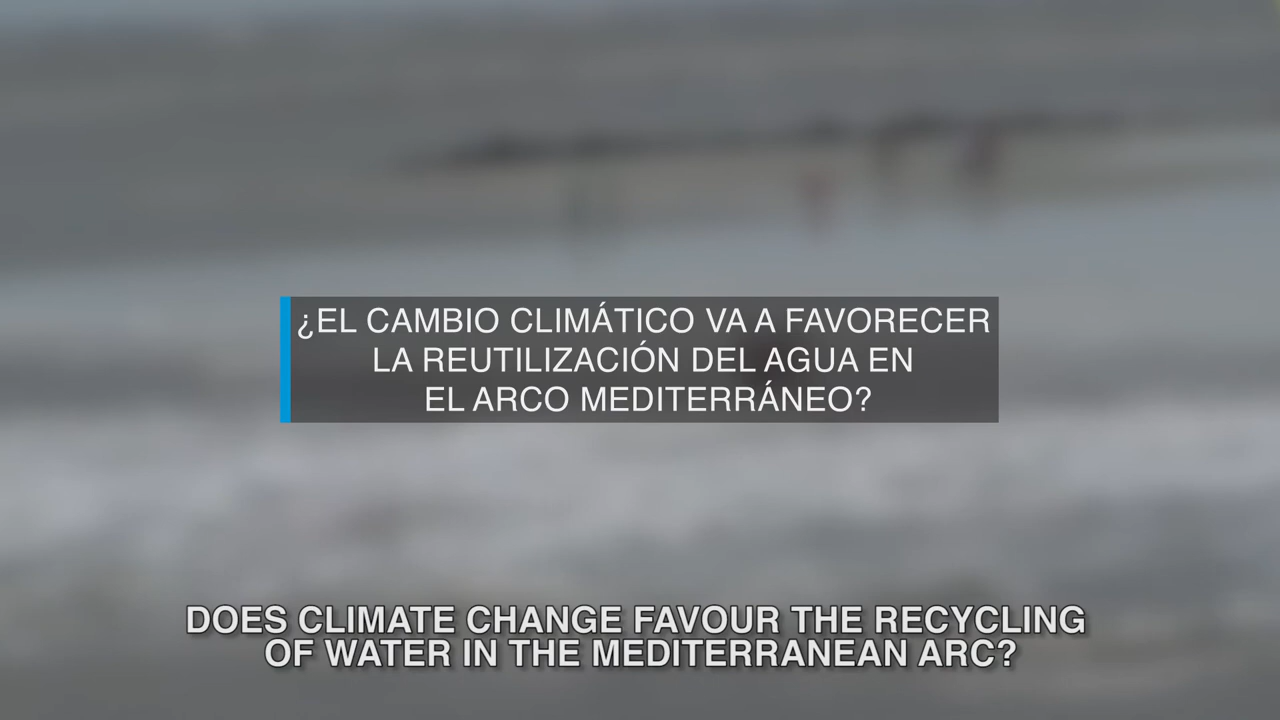 ¿EL CAMBIO CLIMÁTICO VA A FAVORECER
LA REUTILIZACIÓN DEL AGUA EN
EL ARCO MEDITERRÁNEO?
DOES CLIMATE CHANGE FAVOUR THE RECYCLING
OF WATER IN THE MEDITERRANEAN ARC?